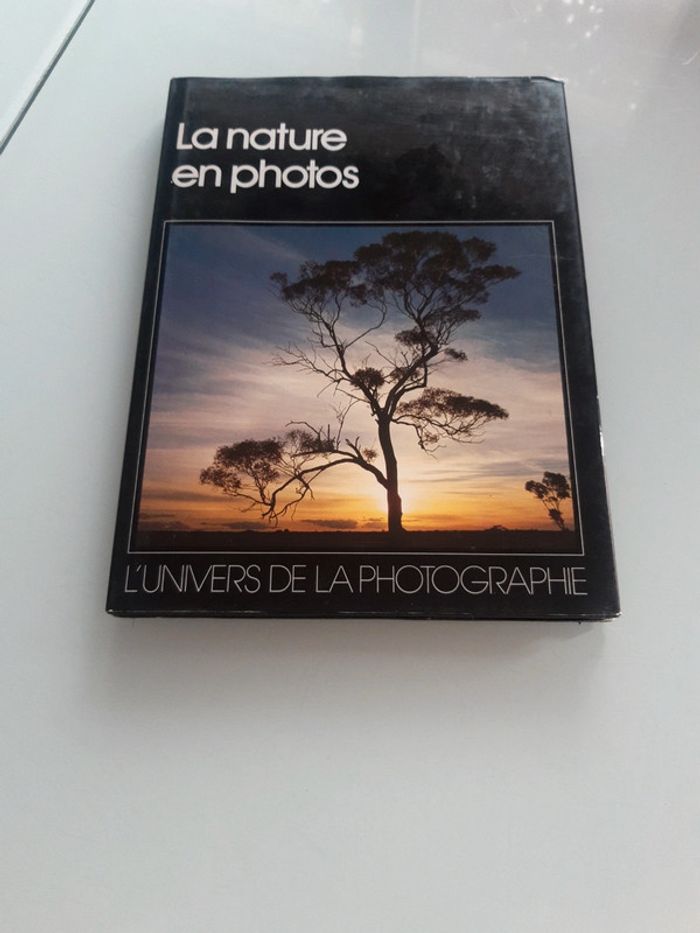 La nature
en photos
L'UNIVERS DE LA PHOTOGRAPHIE